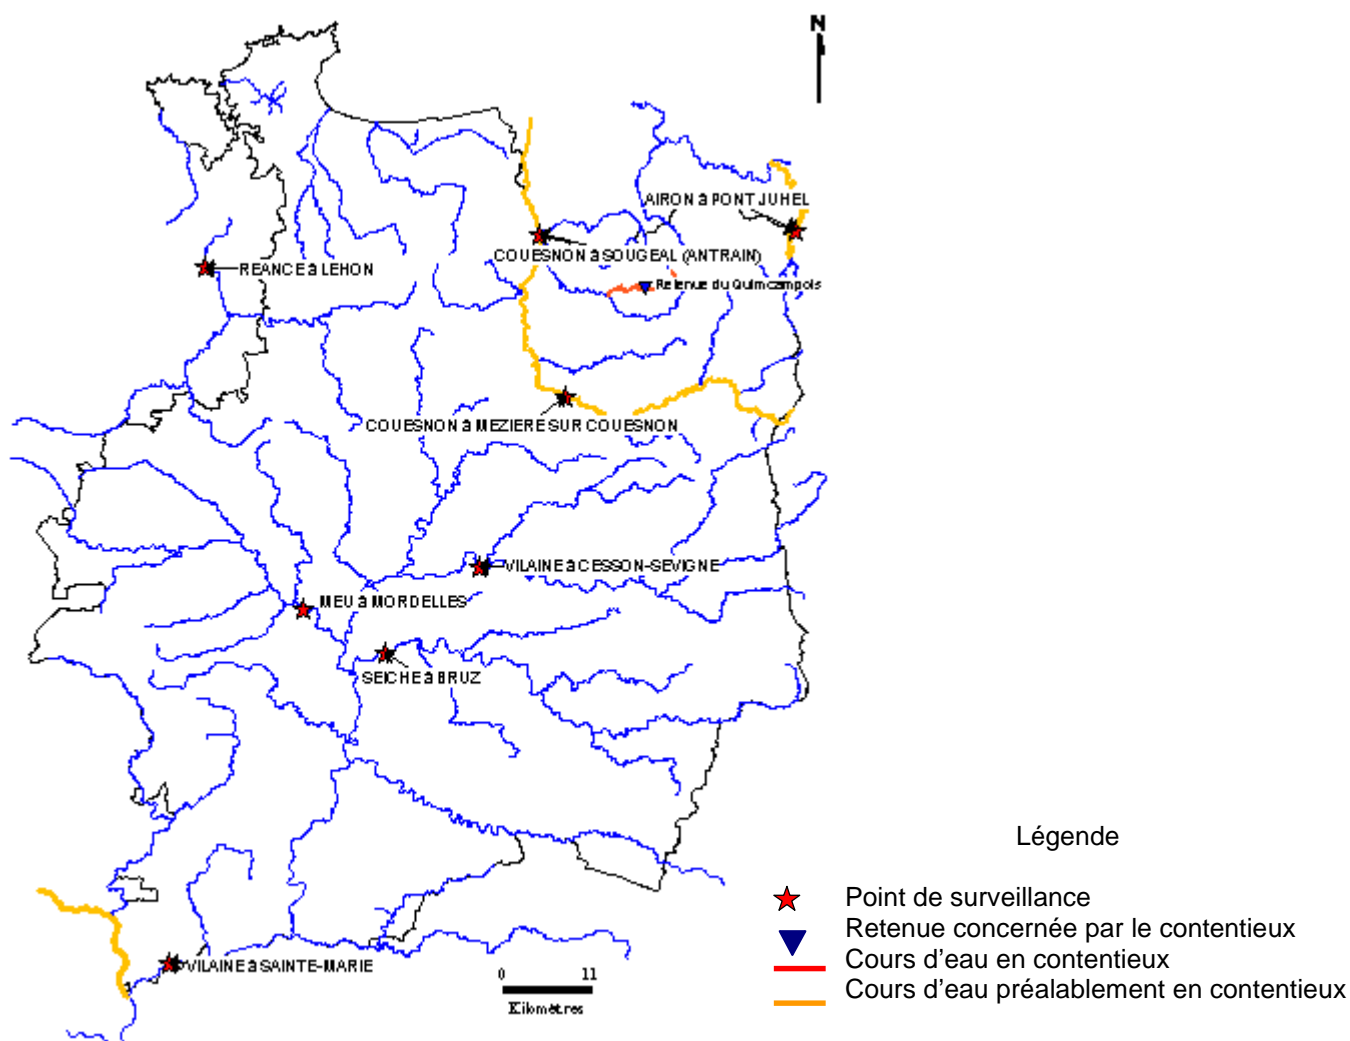 N
AIRON à PONT JUHEL
COUESNON à SOUGEAL (ANTRAIN)
REANCE à LEHON
Retenue du Quimcampois
COUESNON à MEZIERE SUR COUESNON
VILAINE à CESSON-SEVIGNE
MEU à MORDELLES
SEICHE à BRUZ
VILAINE à SAINTE-MARIE
0 11
Kilomètres
Légende
Point de surveillance
Retenue concernée par le contentieux
Cours d'eau en contentieux
Cours d'eau préalablement en contentieux